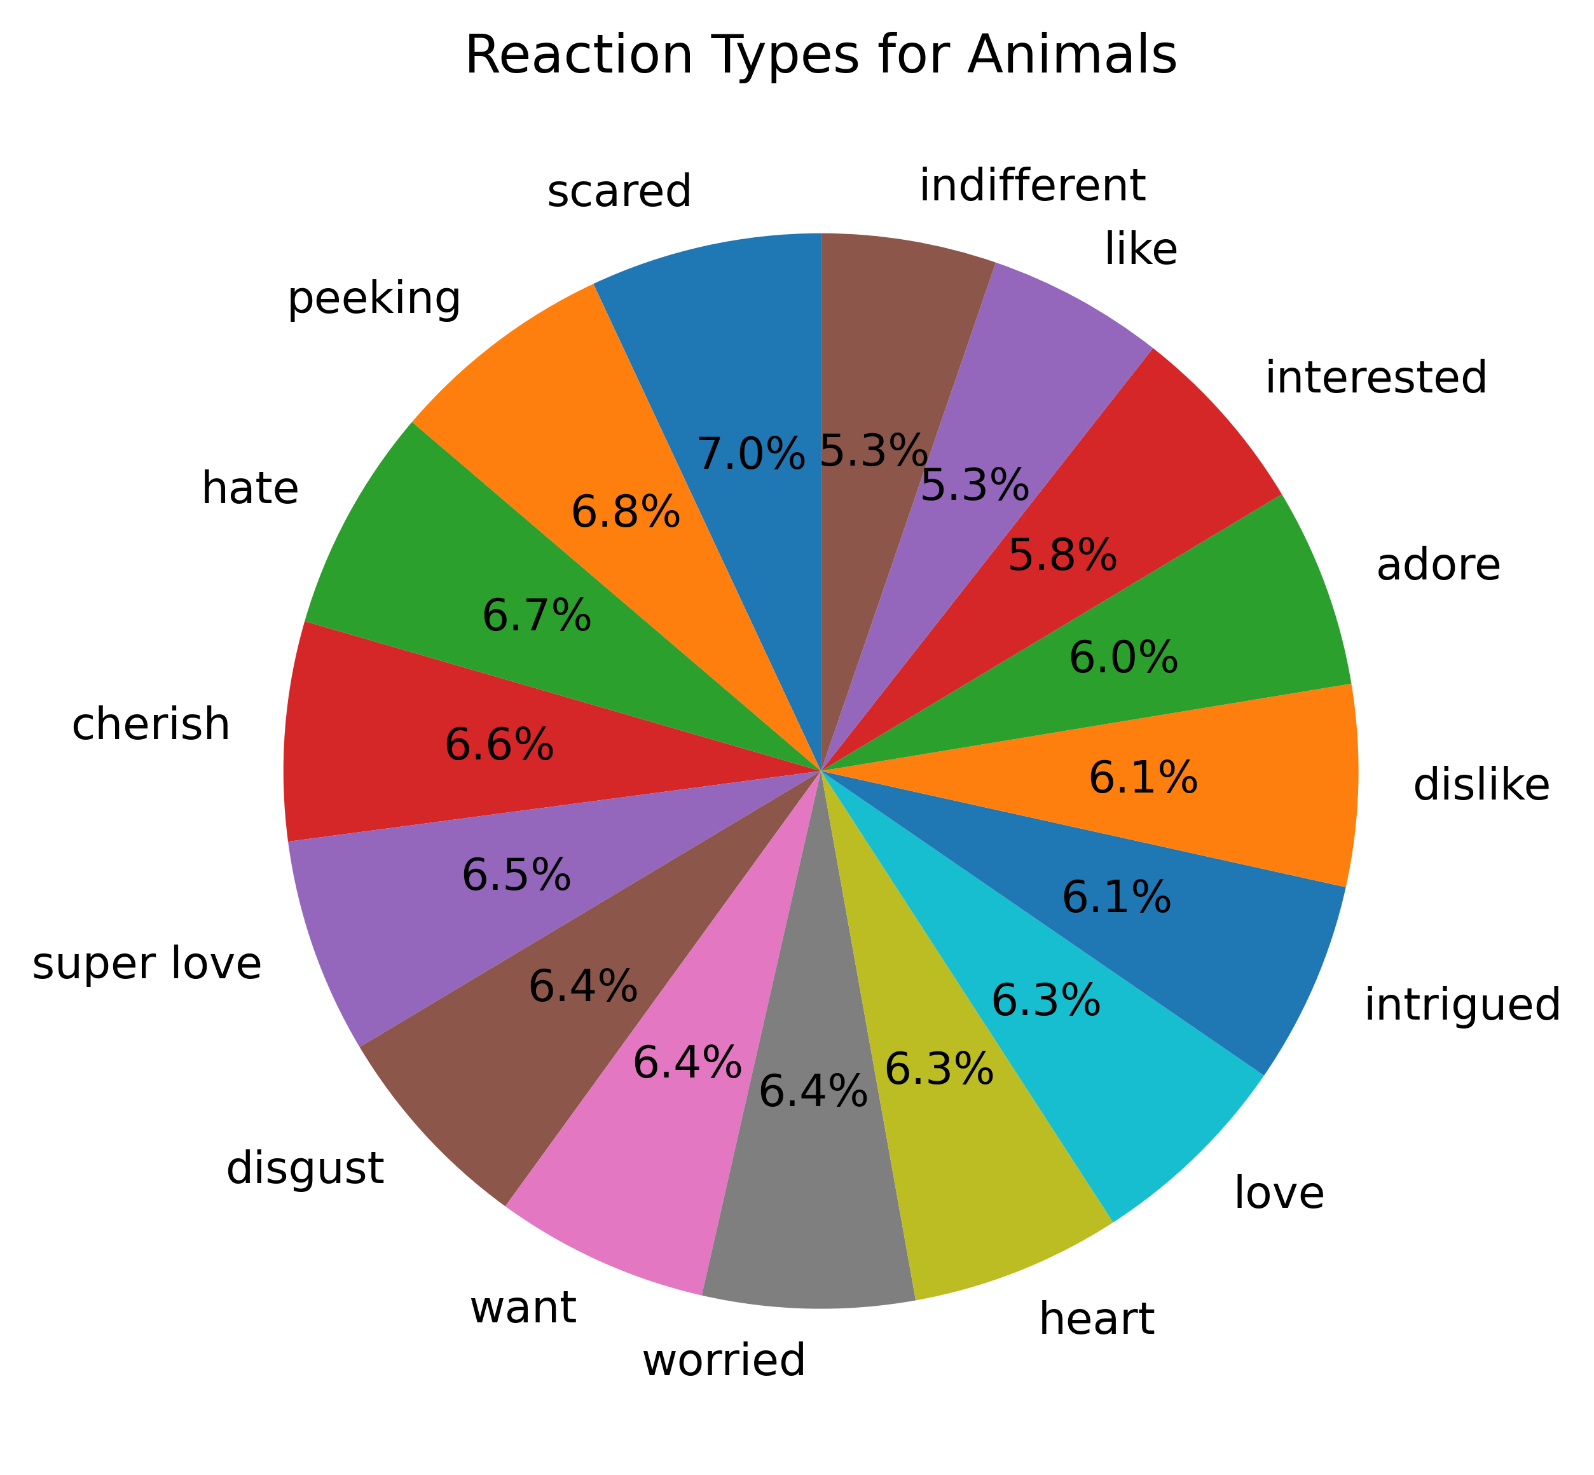 Reaction Types for Animals
scared
peeking
hate
cherish
super love
disgust
want
worried
heart
love
intrigued
dislike
adore
interested
like
indifferent
7.0%
6.8%
6.7%
6.6%
6.5%
6.4%
6.4%
6.4%
6.3%
6.3%
6.1%
6.1%
6.0%
5.8%
5.3%
5.3%